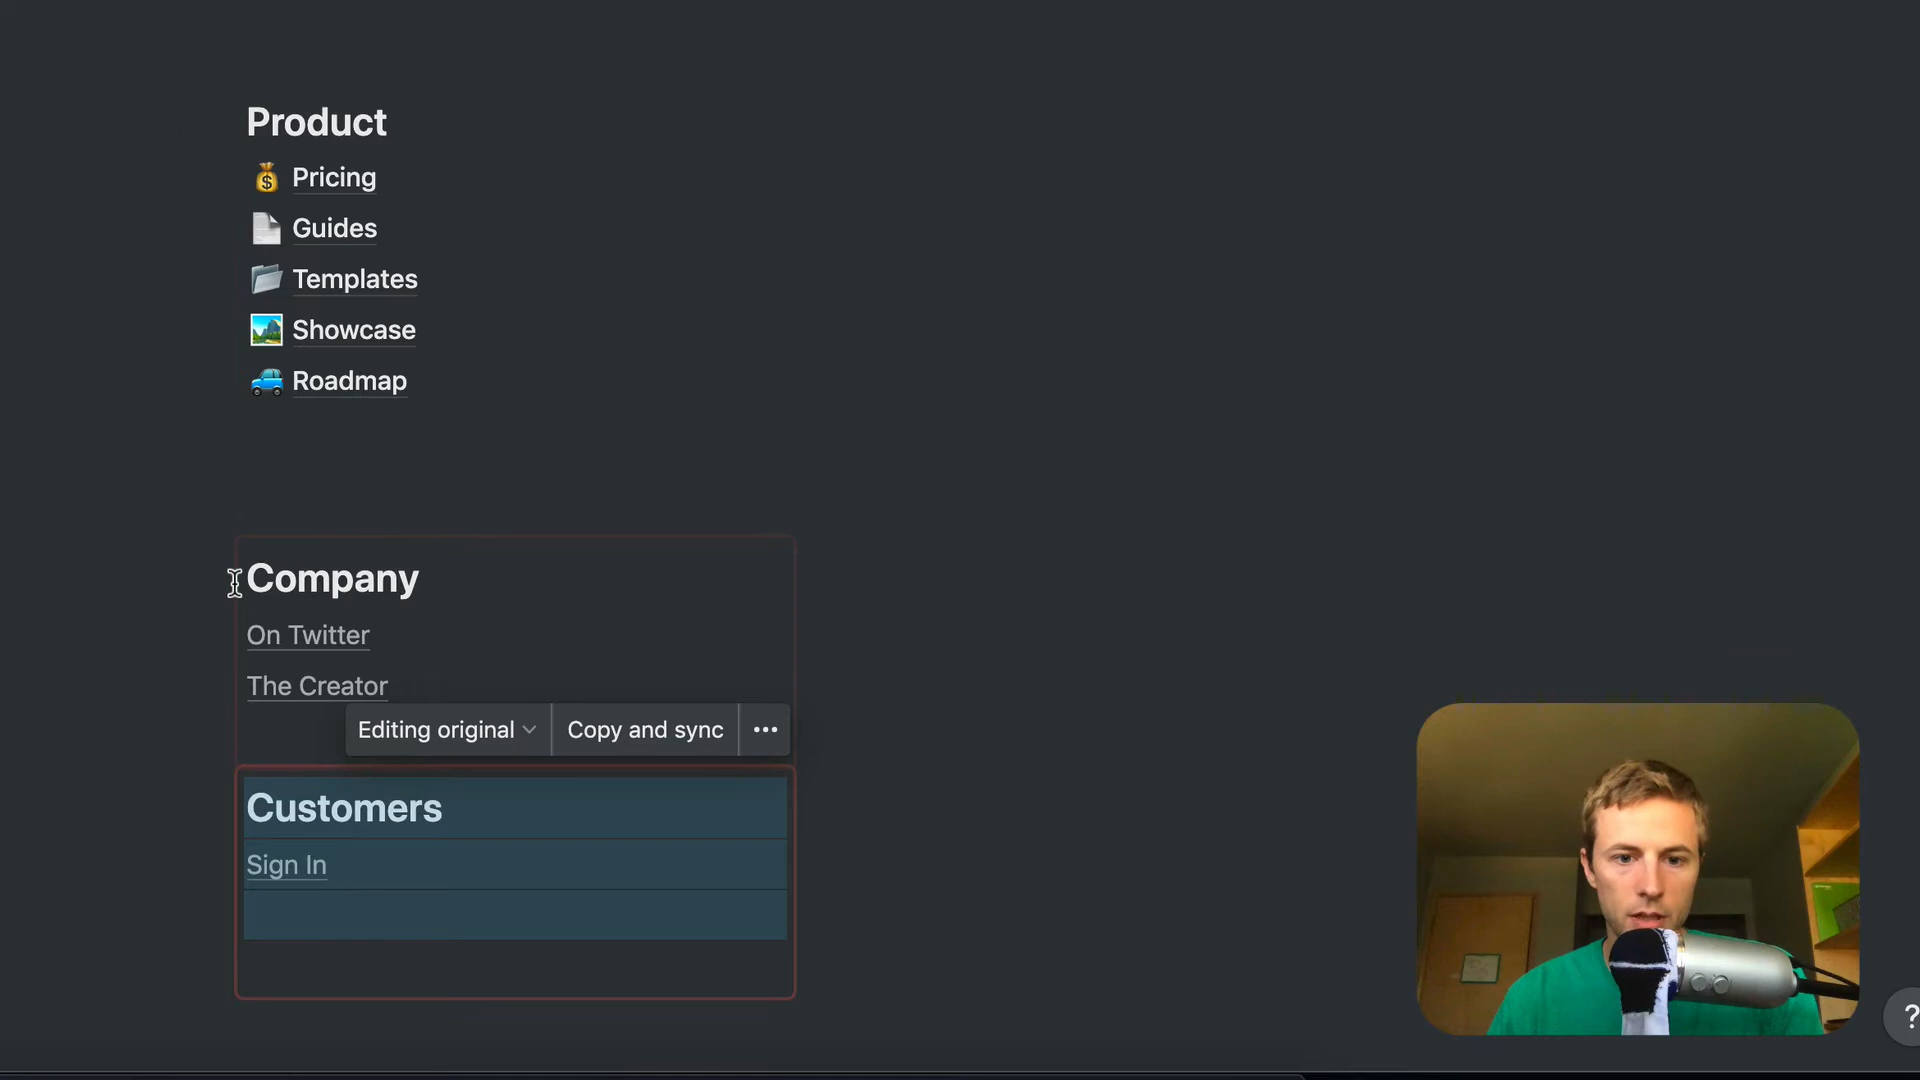 Product
Pricing
Guides
Templates
Showcase
Roadmap
Company
On Twitter
The Creator
Editing original
Copy and sync
Customers
Sign In
?